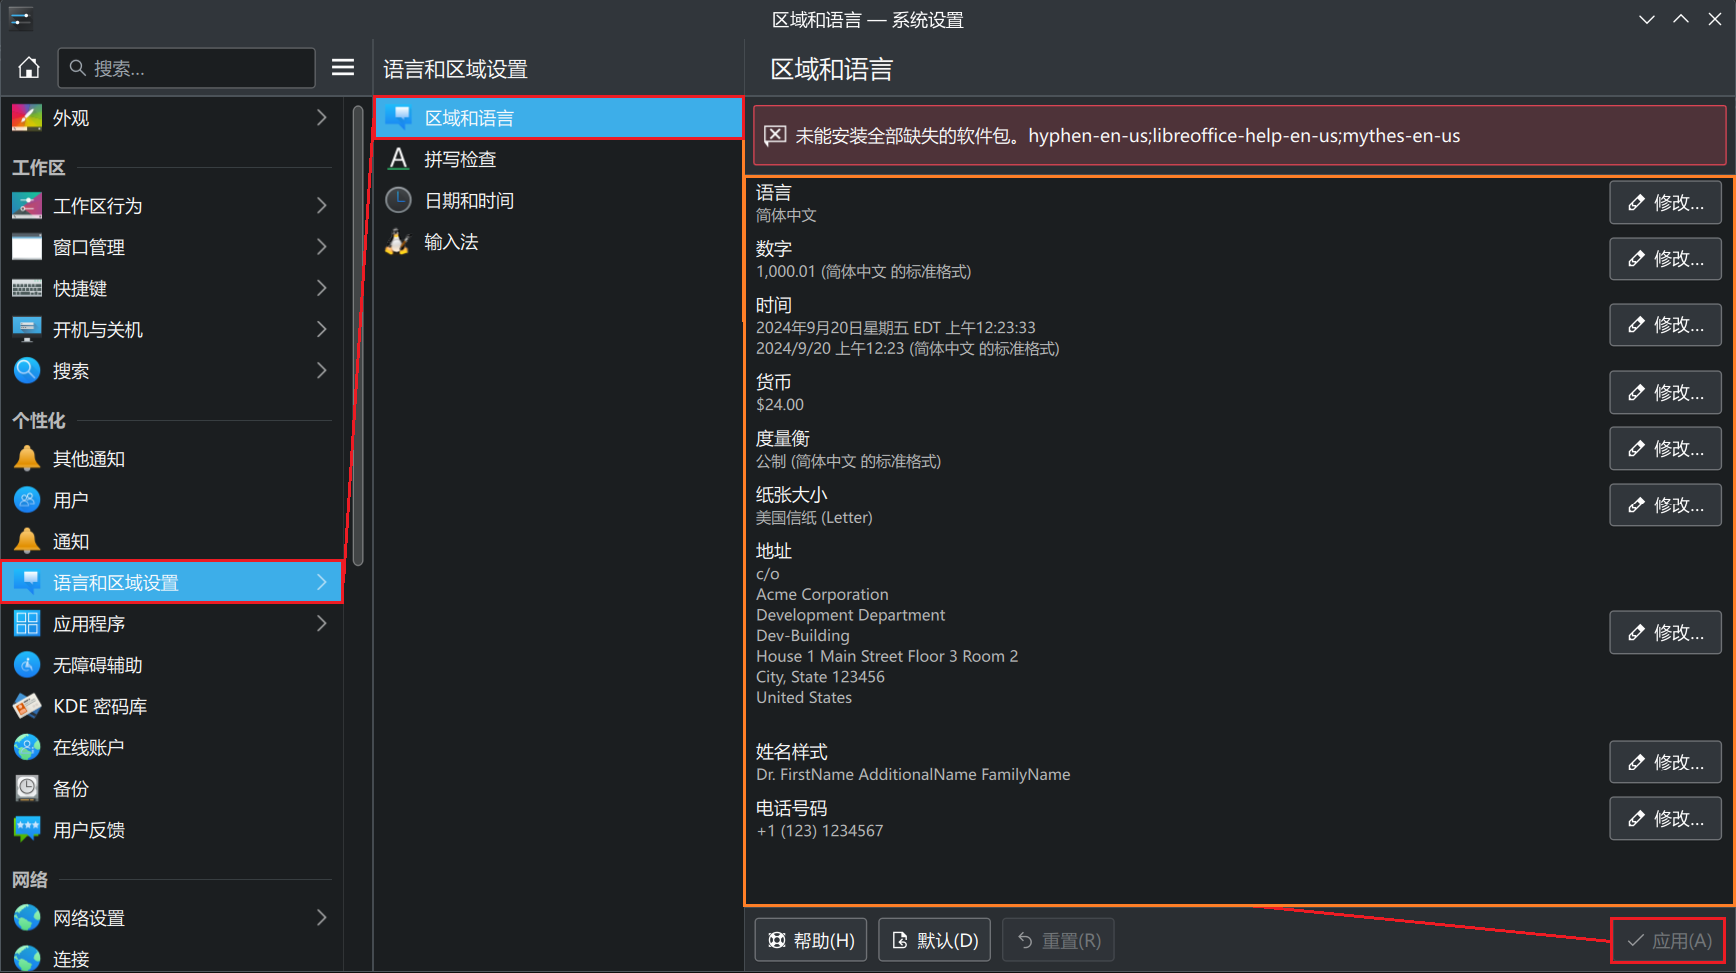 区域和语言 — 系统设置
搜索...
语言和区域设置
区域和语言
外观
工作区
工作区行为
窗口管理
快捷键
开机与关机
搜索
个性化
其他通知
用户
通知
语言和区域设置
应用程序
无障碍辅助
KDE 密码库
在线账户
备份
用户反馈
网络
网络设置
连接
区域和语言
拼写检查
日期和时间
输入法
未能安装全部缺失的软件包。hyphen-en-us;libreoffice-help-en-us;mythes-en-us
语言
简体中文
修改...
数字
1,000.01 (简体中文 的标准格式)
修改...
时间
2024年9月20日星期五 EDT 上午12:23:33
2024/9/20 上午12:23 (简体中文 的标准格式)
修改...
货币
$24.00
修改...
度量衡
公制 (简体中文 的标准格式)
修改...
纸张大小
美国信纸 (Letter)
修改...
地址
c/o
Acme Corporation
Development Department
Dev-Building
House 1 Main Street Floor 3 Room 2
City, State 123456
United States
修改...
姓名样式
Dr. FirstName AdditionalName FamilyName
修改...
电话号码
+1 (123) 1234567
修改...
帮助(H)
默认(D)
重置(R)
应用(A)